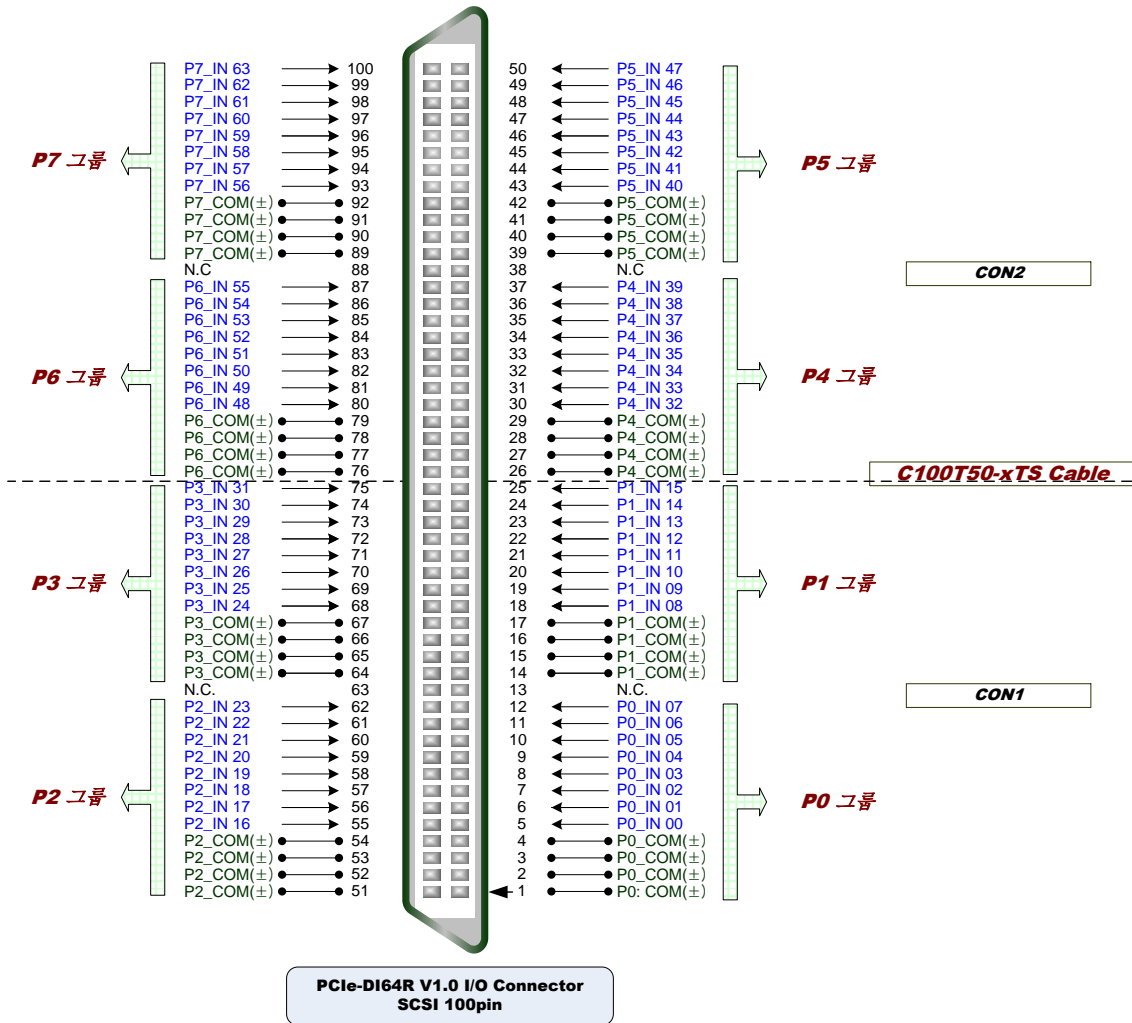 P7_IN 63 100 50 P5_IN 47
P7_IN 62 99 49 P5_IN 46
P7_IN 61 98 48 P5_IN 45
P7_IN 60 97 47 P5_IN 44
P7_IN 59 96 46 P5_IN 43
P7_IN 58 95 45 P5_IN 42
P7 그룹 P5 그룹
P7_IN 57 94 44 P5_IN 41
P7_IN 56 93 43 P5_IN 40
P7_COM(±) 92 42 P5_COM(±)
P7_COM(±) 91 41 P5_COM(±)
P7_COM(±) 90 40 P5_COM(±)
P7_COM(±) 89 39 P5_COM(±)
N.C 88 38 N.C
CON2
P6_IN 55 87 37 P4_IN 39
P6_IN 54 86 36 P4_IN 38
P6_IN 53 85 35 P4_IN 37
P6_IN 52 84 34 P4_IN 36
P6_IN 51 83 33 P4_IN 35
P6_IN 50 82 32 P4_IN 34
P6 그룹 P4 그룹
P6_IN 49 81 31 P4_IN 33
P6_IN 48 80 30 P4_IN 32
P6_COM(±) 79 29 P4_COM(±)
P6_COM(±) 78 28 P4_COM(±)
P6_COM(±) 77 27 P4_COM(±)
P6_COM(±) 76 26 P4_COM(±)
C100T50-xTS Cable
P3_IN 31 75 25 P1_IN 15
P3_IN 30 74 24 P1_IN 14
P3_IN 29 73 23 P1_IN 13
P3_IN 28 72 22 P1_IN 12
P3_IN 27 71 21 P1_IN 11
P3_IN 26 70 20 P1_IN 10
P3 그룹 P1 그룹
P3_IN 25 69 19 P1_IN 09
P3_IN 24 68 18 P1_IN 08
P3_COM(±) 67 17 P1_COM(±)
P3_COM(±) 66 16 P1_COM(±)
P3_COM(±) 65 15 P1_COM(±)
P3_COM(±) 64 14 P1_COM(±)
N.C. 63 13 N.C.
CON1
P2_IN 23 62 12 P0_IN 07
P2_IN 22 61 11 P0_IN 06
P2_IN 21 60 10 P0_IN 05
P2_IN 20 59 9 P0_IN 04
P2_IN 19 58 8 P0_IN 03
P2_IN 18 57 7 P0_IN 02
P2 그룹 P0 그룹
P2_IN 17 56 6 P0_IN 01
P2_IN 16 55 5 P0_IN 00
P2_COM(±) 54 4 P0_COM(±)
P2_COM(±) 53 3 P0_COM(±)
P2_COM(±) 52 2 P0_COM(±)
P2_COM(±) 51 1 P0: COM(±)
PCIe-DI64R V1.0 I/O Connector
SCSI 100pin